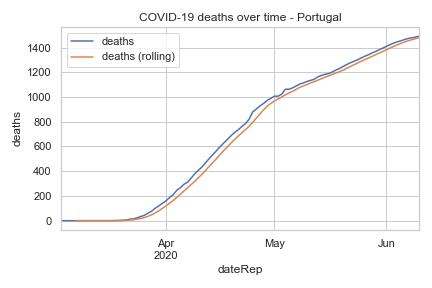 COVID-19 deaths over time - Portugal
deaths
deaths (rolling)
deaths
1400
1200
1000
800
600
400
200
0
Apr
2020
May
Jun
dateRep